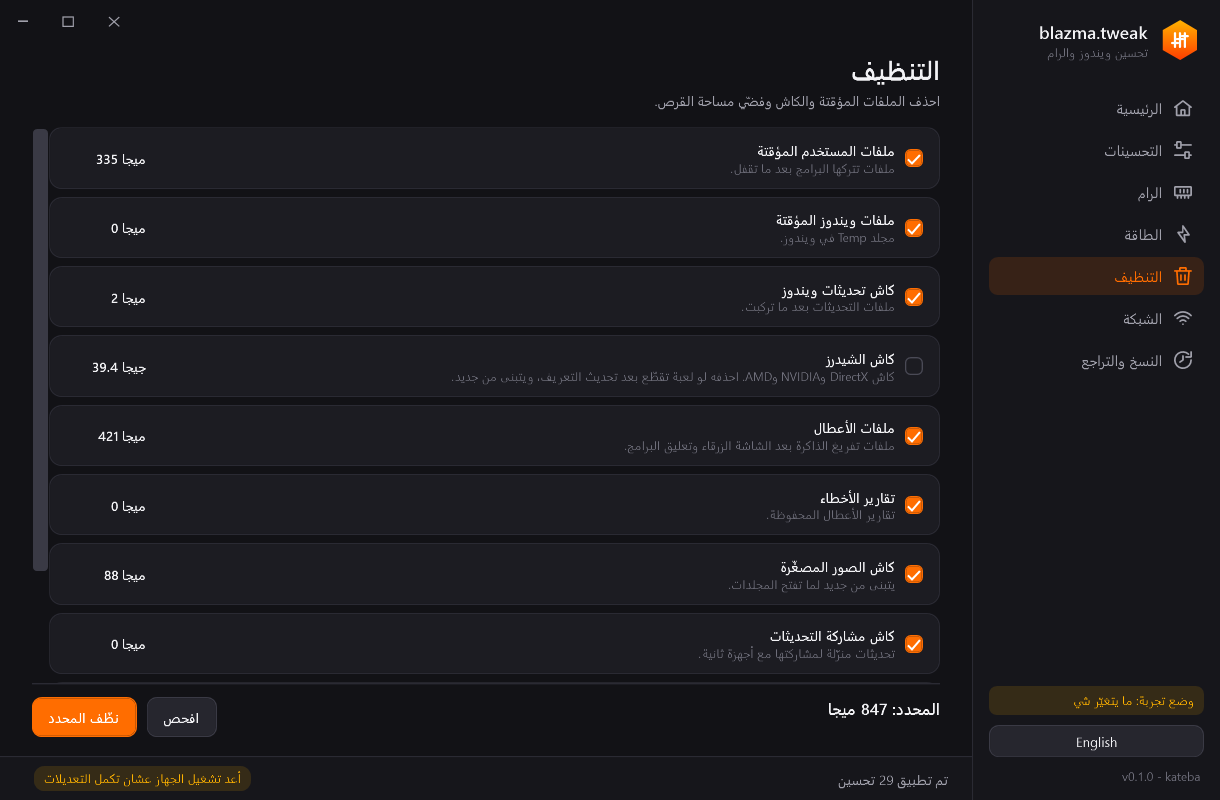 blazma.tweak
تحسين ويندوز والرام
الرئيسية
التحسينات
الرام
الطاقة
التنظيف
الشبكة
النسخ والتراجع
وضع تجربة: ما يتغيّر شي
English
v0.1.0 - kateba
التنظيف
احذف الملفات المؤقتة والكاش وفضّي مساحة القرص.
ملفات المستخدم المؤقتة
ملفات تتركها البرامج بعد ما تقفل.
335 ميجا
ملفات ويندوز المؤقتة
مجلد Temp في ويندوز.
0 ميجا
كاش تحديثات ويندوز
ملفات التحديثات بعد ما تركبت.
2 ميجا
كاش الشيدرز
كاش DirectX وNVIDIA وAMD. احذفه لو لعبة تقطّع بعد تحديث التعريف، ويتبنى من جديد.
39.4 جيجا
ملفات الأعطال
ملفات تفريغ الذاكرة بعد الشاشة الزرقاء وتعليق البرامج.
421 ميجا
تقارير الأخطاء
تقارير الأعطال المحفوظة.
0 ميجا
كاش الصور المصغّرة
يتبنى من جديد لما تفتح المجلدات.
88 ميجا
كاش مشاركة التحديثات
تحديثات منزّلة لمشاركتها مع أجهزة ثانية.
0 ميجا
المحدد: 847 ميجا
افحص
نظّف المحدد
تم تطبيق 29 تحسين
أعد تشغيل الجهاز عشان تكمل التعديلات